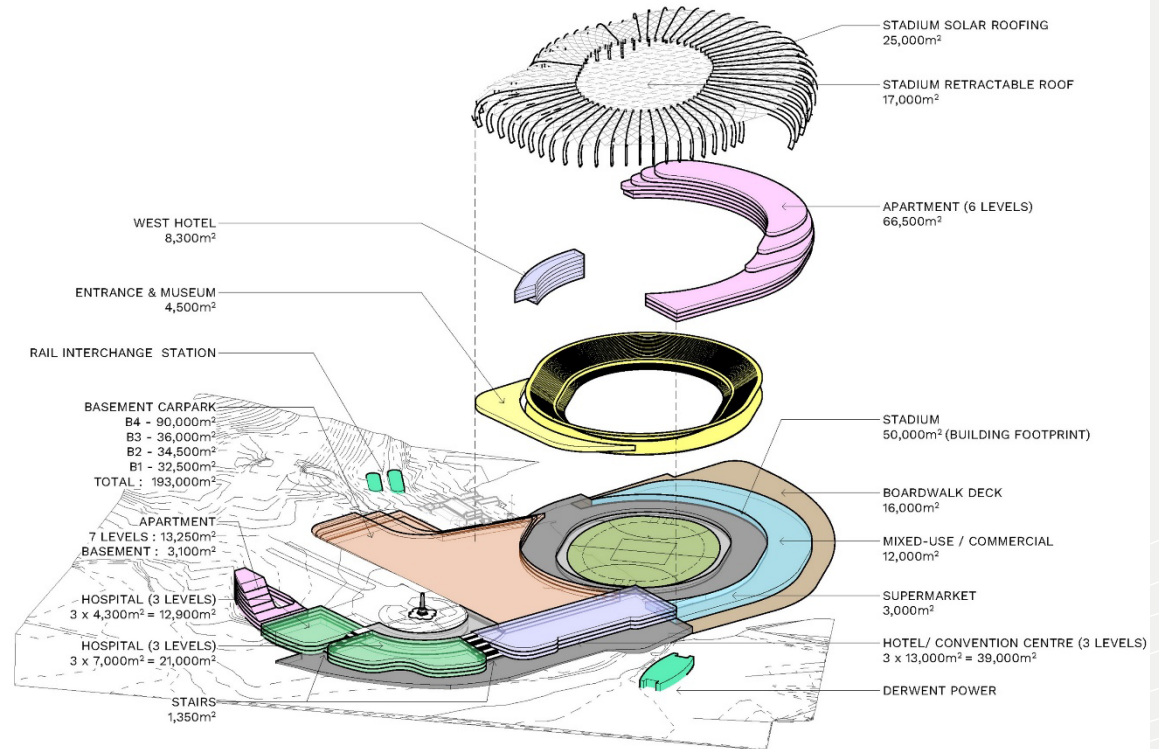 STADIUM SOLAR ROOFING
25,000m²
STADIUM RETRACTABLE ROOF
17,000m²
APARTMENT (6 LEVELS)
66,500m²
WEST HOTEL
8,300m²
ENTRANCE & MUSEUM
4,500m²
RAIL INTERCHANGE STATION
BASEMENT CARPARK
B4 - 90,000m²
B3 - 36,000m²
B2 - 34,500m²
B1 - 32,500m²
TOTAL : 193,000m²
APARTMENT
7 LEVELS : 13,250m²
BASEMENT : 3,100m²
HOSPITAL (3 LEVELS)
3 x 4,300m² = 12,900m²
HOSPITAL (3 LEVELS)
3 x 7,000m² = 21,000m²
STAIRS
1,350m²
STADIUM
50,000m² (BUILDING FOOTPRINT)
BOARDWALK DECK
16,000m²
MIXED-USE / COMMERCIAL
12,000m²
SUPERMARKET
3,000m²
HOTEL/ CONVENTION CENTRE (3 LEVELS)
3 x 13,000m² = 39,000m²
DERWENT POWER